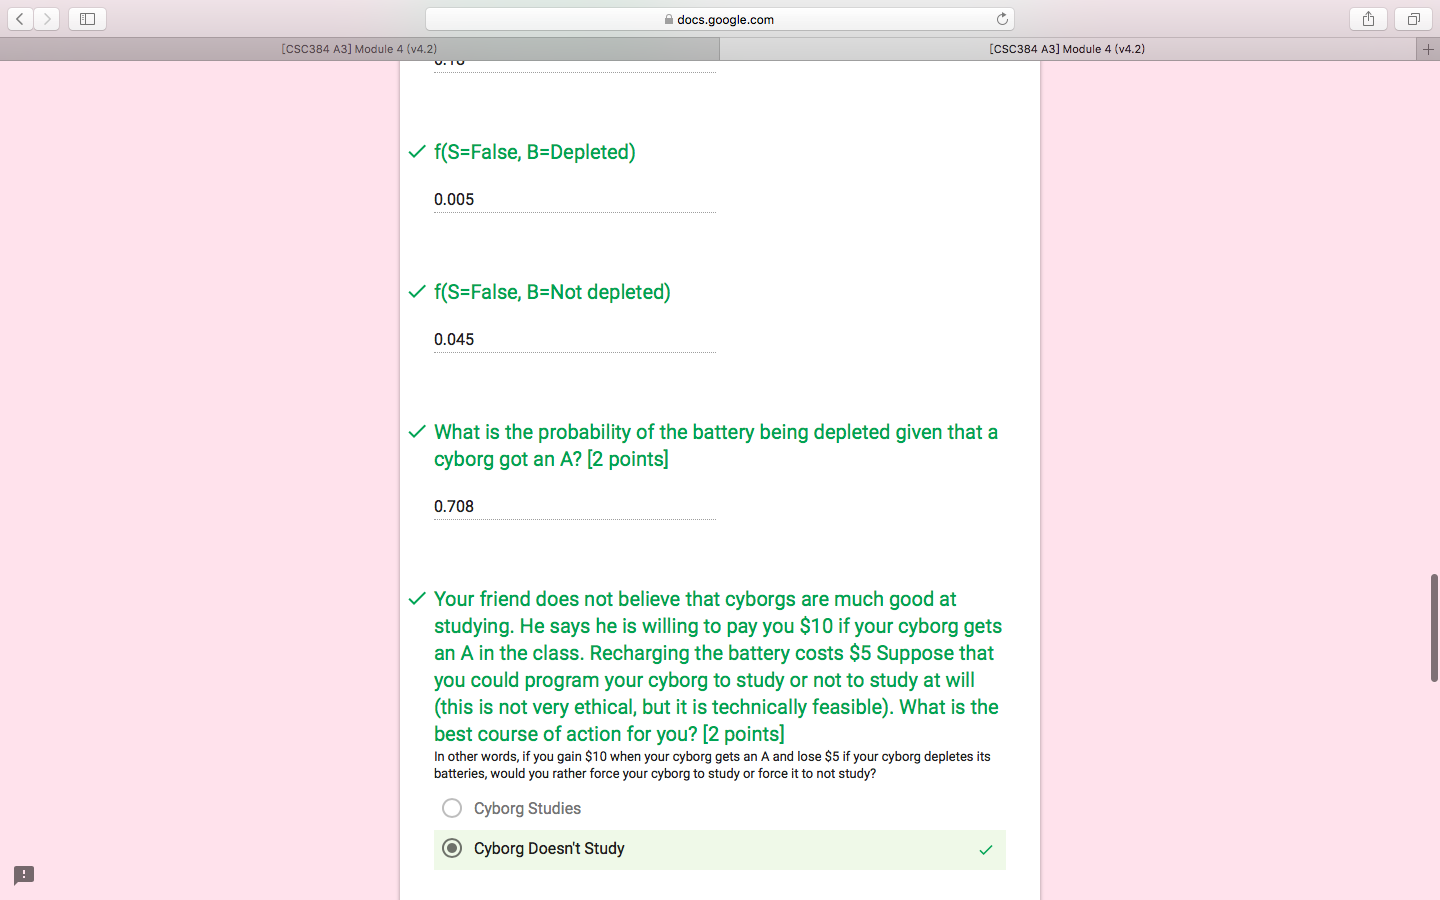 docs.google.com
[CSC384 A3] Module 4 (v4.2)
[CSC384 A3] Module 4 (v4.2)
f(S=False, B=Depleted)
0.005
f(S=False, B=Not depleted)
0.045
What is the probability of the battery being depleted given that a
cyborg got an A? [2 points]
0.708
Your friend does not believe that cyborgs are much good at
studying. He says he is willing to pay you $10 if your cyborg gets
an A in the class. Recharging the battery costs $5 Suppose that
you could program your cyborg to study or not to study at will
(this is not very ethical, but it is technically feasible). What is the
best course of action for you? [2 points]
In other words, if you gain $10 when your cyborg gets an A and lose $5 if your cyborg depletes its
batteries, would you rather force your cyborg to study or force it to not study?
Cyborg Studies
Cyborg Doesn't Study